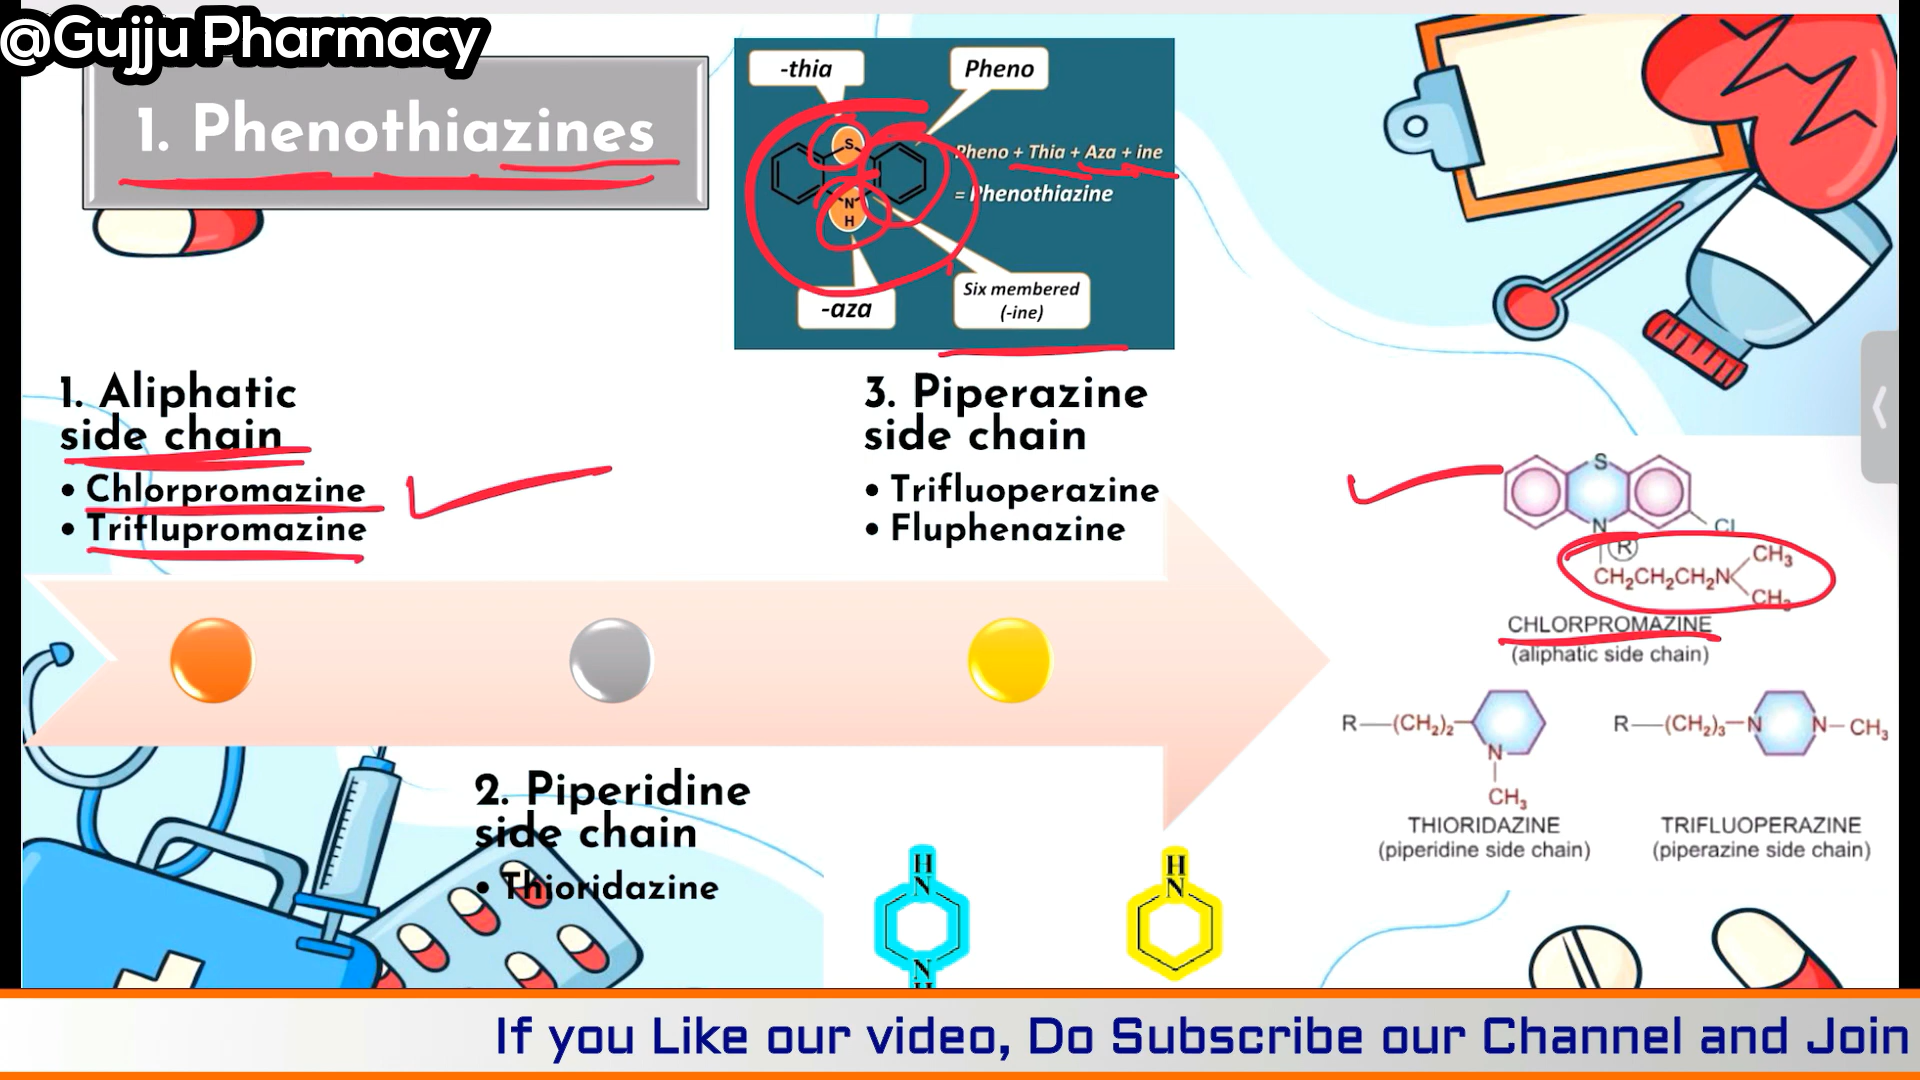 @Gujju Pharmacy
1. Phenothiazines
-thia
Pheno
S
Pheno + Thia + Aza + ine
= Phenothiazine
N
H
-aza
Six membered
(-ine)
1. Aliphatic
side chain
• Chlorpromazine
• Triflupromazine
3. Piperazine
side chain
• Trifluoperazine
• Fluphenazine
2. Piperidine
side chain
• Thioridazine
S
N
Cl
R
CH₂CH₂CH₂N
CH₃
CH₃
CHLORPROMAZINE
(aliphatic side chain)
R—(CH₂)₂—
N
CH₃
THIORIDAZINE
(piperidine side chain)
R—(CH₂)₃—N
N—CH₃
TRIFLUOPERAZINE
(piperazine side chain)
H
N
N
H
H
N
If you Like our video, Do Subscribe our Channel and Join